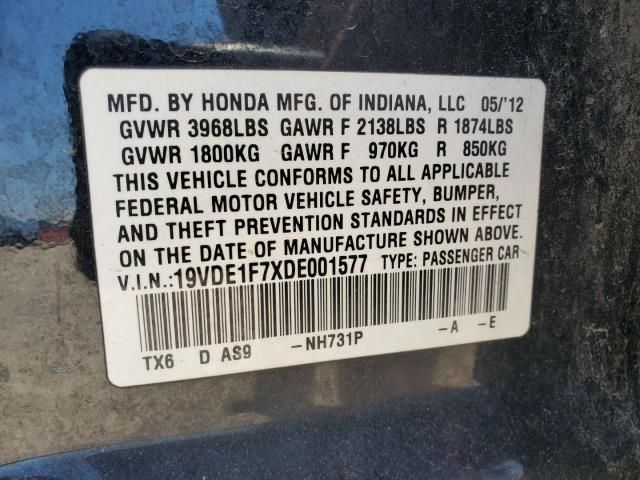 MFD. BY HONDA MFG. OF INDIANA, LLC 05/'12
GVWR 3968LBS GAWR F 2138LBS R 1874LBS
GVWR 1800KG GAWR F 970KG R 850KG
THIS VEHICLE CONFORMS TO ALL APPLICABLE
FEDERAL MOTOR VEHICLE SAFETY, BUMPER,
AND THEFT PREVENTION STANDARDS IN EFFECT
ON THE DATE OF MANUFACTURE SHOWN ABOVE.
V.I.N.:19VDE1F7XDE001577 TYPE: PASSENGER CAR
TX6 D AS9 -NH731P -A -E